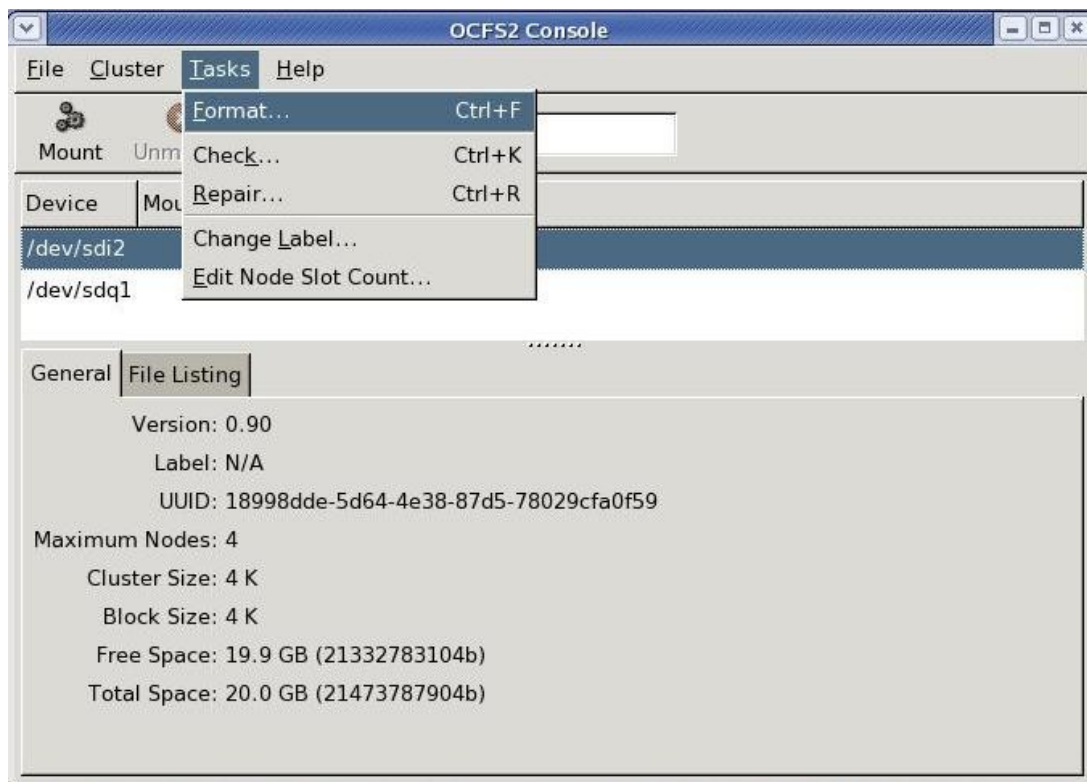 OCFS2 Console
File Cluster Tasks Help
Mount Unm
Format... Ctrl+F
Check... Ctrl+K
Repair... Ctrl+R
Change Label...
Edit Node Slot Count...
Device Mou
/dev/sdi2
/dev/sdq1
General File Listing
Version: 0.90
Label: N/A
UUID: 18998dde-5d64-4e38-87d5-78029cfa0f59
Maximum Nodes: 4
Cluster Size: 4 K
Block Size: 4 K
Free Space: 19.9 GB (21332783104b)
Total Space: 20.0 GB (21473787904b)